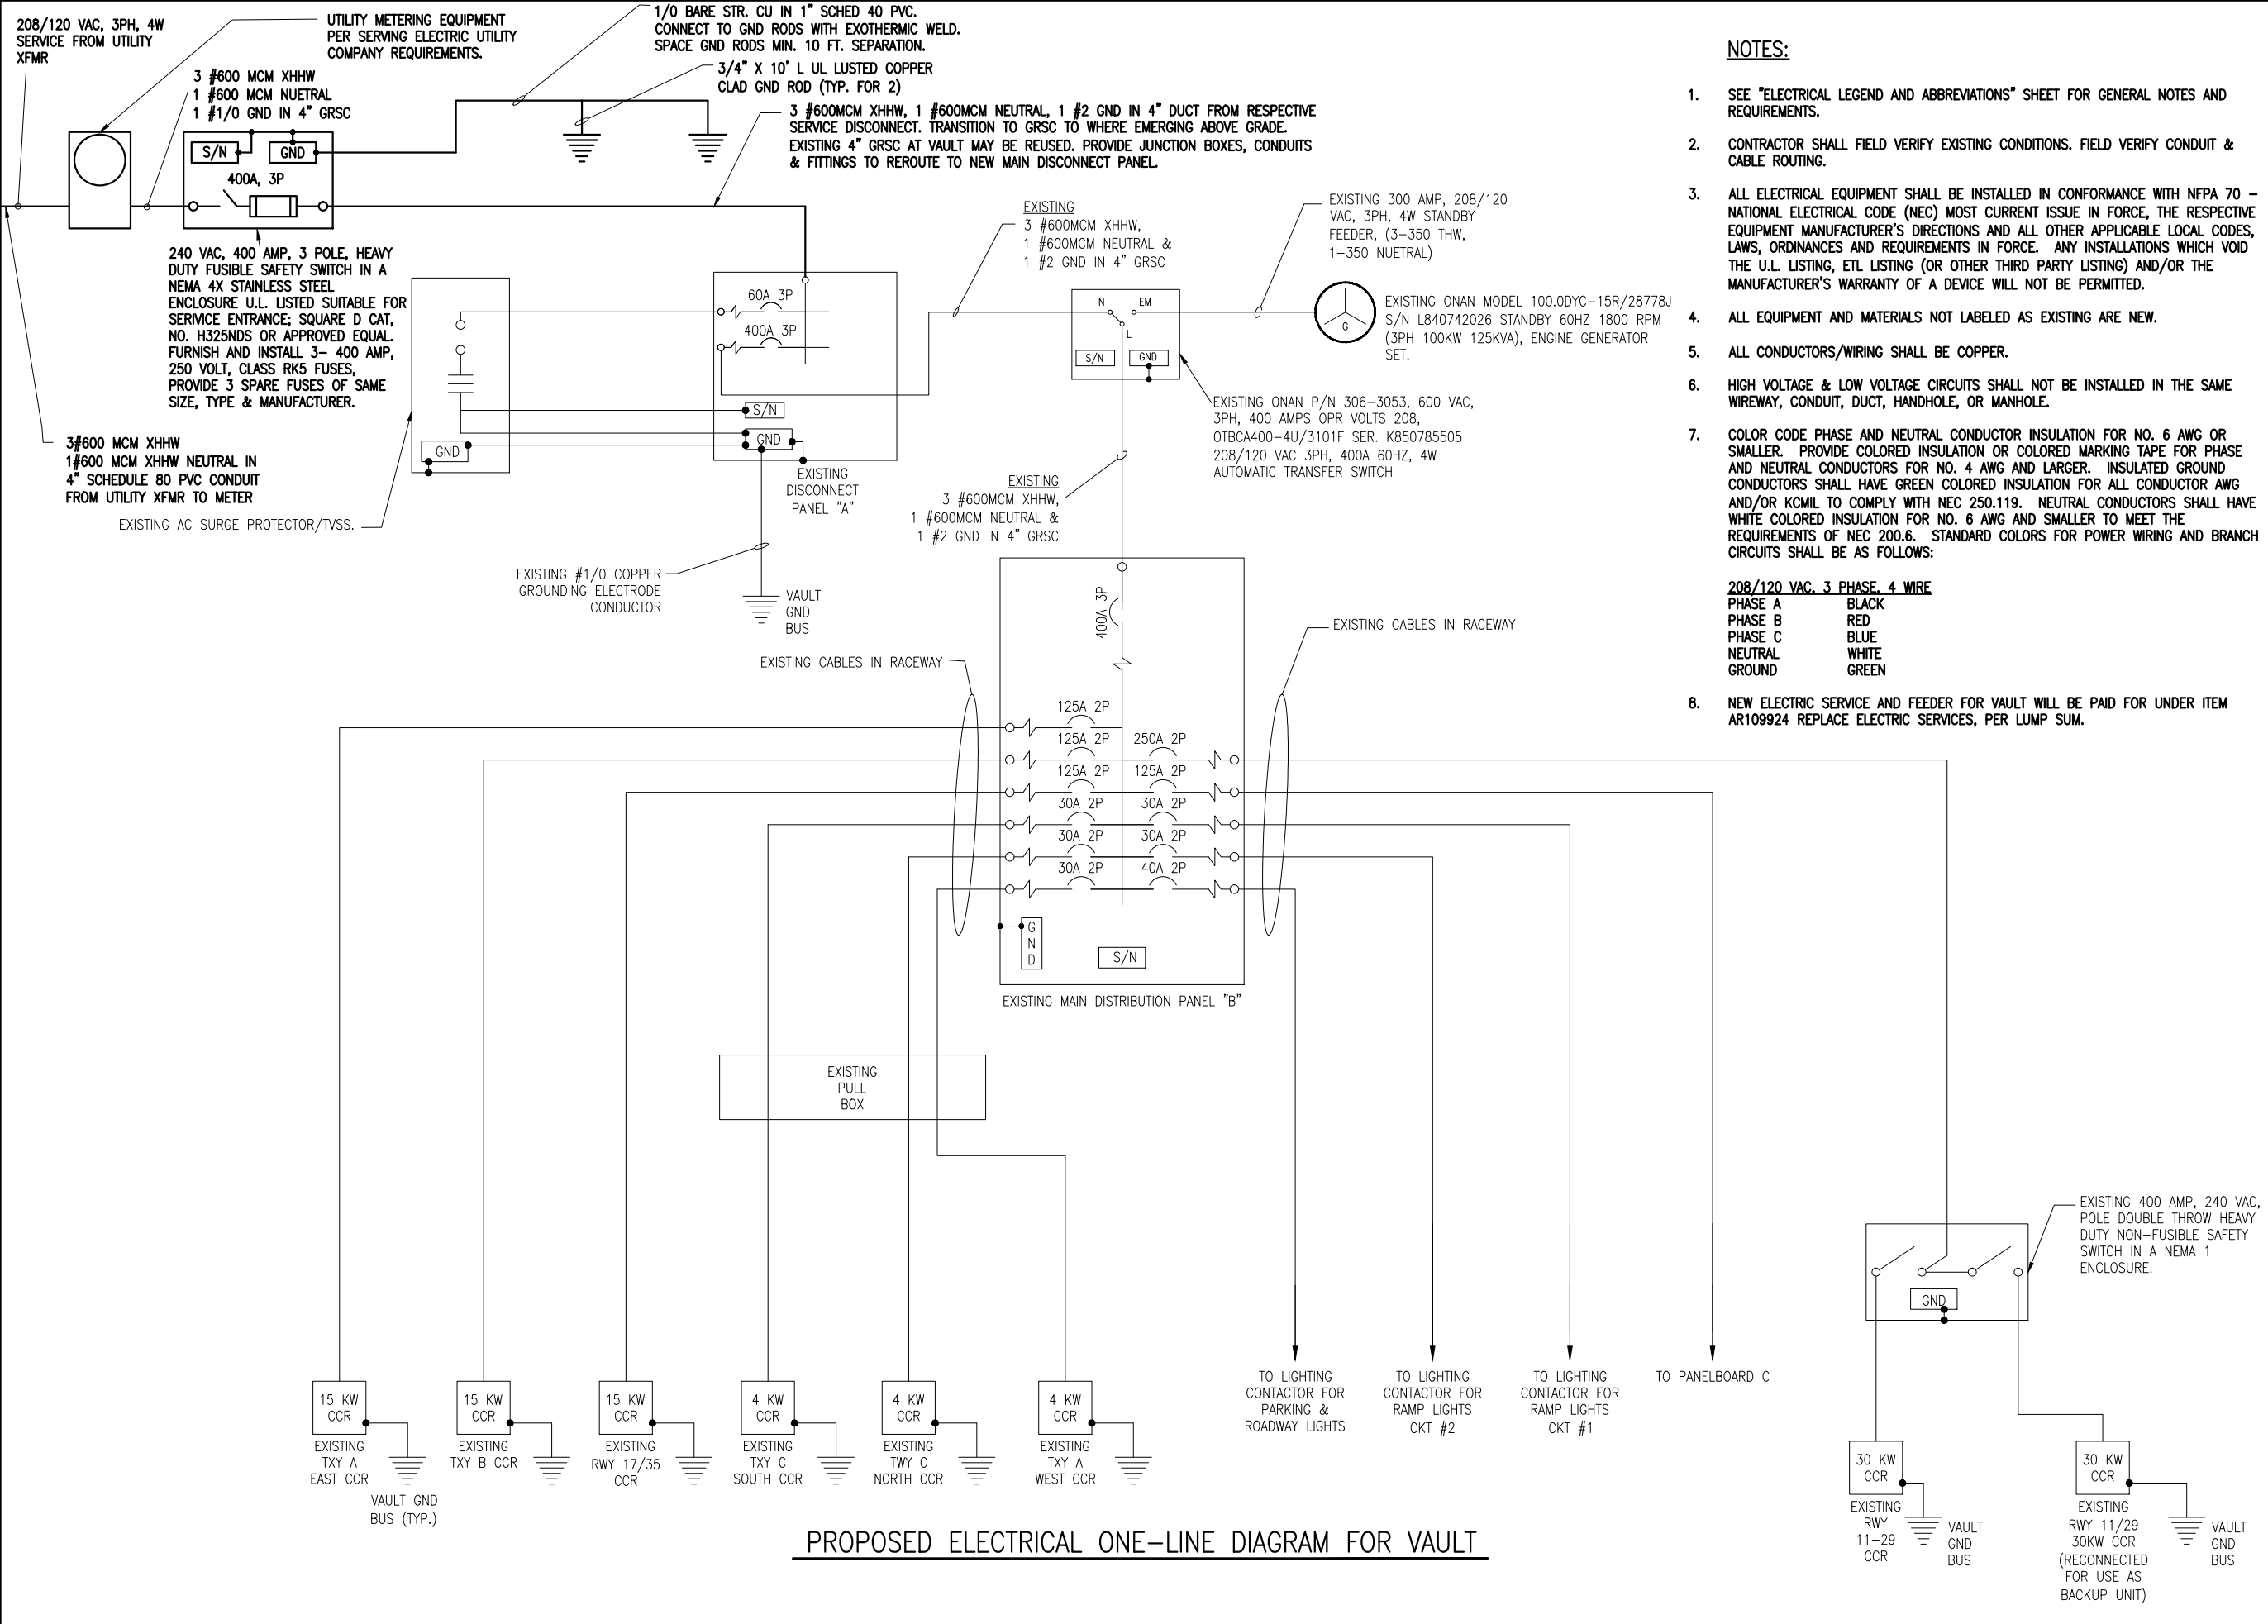 208/120 VAC, 3PH, 4W
SERVICE FROM UTILITY
XFMR
UTILITY METERING EQUIPMENT
PER SERVING ELECTRIC UTILITY
COMPANY REQUIREMENTS.
3 #600 MCM XHHW
1 #600 MCM NUETRAL
1 #1/0 GND IN 4" GRSC
1/0 BARE STR. CU IN 1" SCHED 40 PVC.
CONNECT TO GND RODS WITH EXOTHERMIC WELD.
SPACE GND RODS MIN. 10 FT. SEPARATION.
3/4" X 10' L UL LUSTED COPPER
CLAD GND ROD (TYP. FOR 2)
3 #600MCM XHHW, 1 #600MCM NEUTRAL, 1 #2 GND IN 4" DUCT FROM RESPECTIVE
SERVICE DISCONNECT. TRANSITION TO GRSC TO WHERE EMERGING ABOVE GRADE.
EXISTING 4" GRSC AT VAULT MAY BE REUSED. PROVIDE JUNCTION BOXES, CONDUITS
& FITTINGS TO REROUTE TO NEW MAIN DISCONNECT PANEL.
S/N
GND
400A, 3P
240 VAC, 400 AMP, 3 POLE, HEAVY
DUTY FUSIBLE SAFETY SWITCH IN A
NEMA 4X STAINLESS STEEL
ENCLOSURE U.L. LISTED SUITABLE FOR
SERIVICE ENTRANCE; SQUARE D CAT,
NO. H325NDS OR APPROVED EQUAL.
FURNISH AND INSTALL 3- 400 AMP,
250 VOLT, CLASS RK5 FUSES,
PROVIDE 3 SPARE FUSES OF SAME
SIZE, TYPE & MANUFACTURER.
3#600 MCM XHHW
1#600 MCM XHHW NEUTRAL IN
4" SCHEDULE 80 PVC CONDUIT
FROM UTILITY XFMR TO METER
EXISTING AC SURGE PROTECTOR/TVSS.
GND
60A 3P
400A 3P
S/N
GND
EXISTING
DISCONNECT
PANEL "A"
EXISTING #1/0 COPPER
GROUNDING ELECTRODE
CONDUCTOR
VAULT
GND
BUS
EXISTING
3 #600MCM XHHW,
1 #600MCM NEUTRAL &
1 #2 GND IN 4" GRSC
EXISTING 300 AMP, 208/120
VAC, 3PH, 4W STANDBY
FEEDER, (3-350 THW,
1-350 NUETRAL)
N
EM
L
S/N
GND
G
EXISTING ONAN MODEL 100.0DYC-15R/28778J
S/N L840742026 STANDBY 60HZ 1800 RPM
(3PH 100KW 125KVA), ENGINE GENERATOR
SET.
EXISTING ONAN P/N 306-3053, 600 VAC,
3PH, 400 AMPS OPR VOLTS 208,
OTBCA400-4U/3101F SER. K850785505
208/120 VAC 3PH, 400A 60HZ, 4W
AUTOMATIC TRANSFER SWITCH
EXISTING
3 #600MCM XHHW,
1 #600MCM NEUTRAL &
1 #2 GND IN 4" GRSC
400A 3P
EXISTING CABLES IN RACEWAY
EXISTING CABLES IN RACEWAY
125A 2P
125A 2P 250A 2P
125A 2P 125A 2P
30A 2P 30A 2P
30A 2P 30A 2P
30A 2P 40A 2P
G
N
D
S/N
EXISTING MAIN DISTRIBUTION PANEL "B"
EXISTING
PULL
BOX
15 KW
CCR
EXISTING
TXY A
EAST CCR
VAULT GND
BUS (TYP.)
15 KW
CCR
EXISTING
TXY B CCR
15 KW
CCR
EXISTING
RWY 17/35
CCR
4 KW
CCR
EXISTING
TXY C
SOUTH CCR
4 KW
CCR
EXISTING
TWY C
NORTH CCR
4 KW
CCR
EXISTING
TXY A
WEST CCR
TO LIGHTING
CONTACTOR FOR
PARKING &
ROADWAY LIGHTS
TO LIGHTING
CONTACTOR FOR
RAMP LIGHTS
CKT #2
TO LIGHTING
CONTACTOR FOR
RAMP LIGHTS
CKT #1
TO PANELBOARD C
EXISTING 400 AMP, 240 VAC,
POLE DOUBLE THROW HEAVY
DUTY NON-FUSIBLE SAFETY
SWITCH IN A NEMA 1
ENCLOSURE.
GND
30 KW
CCR
EXISTING
RWY
11-29
CCR
VAULT
GND
BUS
30 KW
CCR
EXISTING
RWY 11/29
30KW CCR
(RECONNECTED
FOR USE AS
BACKUP UNIT)
VAULT
GND
BUS
PROPOSED ELECTRICAL ONE-LINE DIAGRAM FOR VAULT
NOTES:
1. SEE "ELECTRICAL LEGEND AND ABBREVIATIONS" SHEET FOR GENERAL NOTES AND
REQUIREMENTS.
2. CONTRACTOR SHALL FIELD VERIFY EXISTING CONDITIONS. FIELD VERIFY CONDUIT &
CABLE ROUTING.
3. ALL ELECTRICAL EQUIPMENT SHALL BE INSTALLED IN CONFORMANCE WITH NFPA 70 -
NATIONAL ELECTRICAL CODE (NEC) MOST CURRENT ISSUE IN FORCE, THE RESPECTIVE
EQUIPMENT MANUFACTURER'S DIRECTIONS AND ALL OTHER APPLICABLE LOCAL CODES,
LAWS, ORDINANCES AND REQUIREMENTS IN FORCE. ANY INSTALLATIONS WHICH VOID
THE U.L. LISTING, ETL LISTING (OR OTHER THIRD PARTY LISTING) AND/OR THE
MANUFACTURER'S WARRANTY OF A DEVICE WILL NOT BE PERMITTED.
4. ALL EQUIPMENT AND MATERIALS NOT LABELED AS EXISTING ARE NEW.
5. ALL CONDUCTORS/WIRING SHALL BE COPPER.
6. HIGH VOLTAGE & LOW VOLTAGE CIRCUITS SHALL NOT BE INSTALLED IN THE SAME
WIREWAY, CONDUIT, DUCT, HANDHOLE, OR MANHOLE.
7. COLOR CODE PHASE AND NEUTRAL CONDUCTOR INSULATION FOR NO. 6 AWG OR
SMALLER. PROVIDE COLORED INSULATION OR COLORED MARKING TAPE FOR PHASE
AND NEUTRAL CONDUCTORS FOR NO. 4 AWG AND LARGER. INSULATED GROUND
CONDUCTORS SHALL HAVE GREEN COLORED INSULATION FOR ALL CONDUCTOR AWG
AND/OR KCMIL TO COMPLY WITH NEC 250.119. NEUTRAL CONDUCTORS SHALL HAVE
WHITE COLORED INSULATION FOR NO. 6 AWG AND SMALLER TO MEET THE
REQUIREMENTS OF NEC 200.6. STANDARD COLORS FOR POWER WIRING AND BRANCH
CIRCUITS SHALL BE AS FOLLOWS:
208/120 VAC, 3 PHASE, 4 WIRE
PHASE A BLACK
PHASE B RED
PHASE C BLUE
NEUTRAL WHITE
GROUND GREEN
8. NEW ELECTRIC SERVICE AND FEEDER FOR VAULT WILL BE PAID FOR UNDER ITEM
AR109924 REPLACE ELECTRIC SERVICES, PER LUMP SUM.